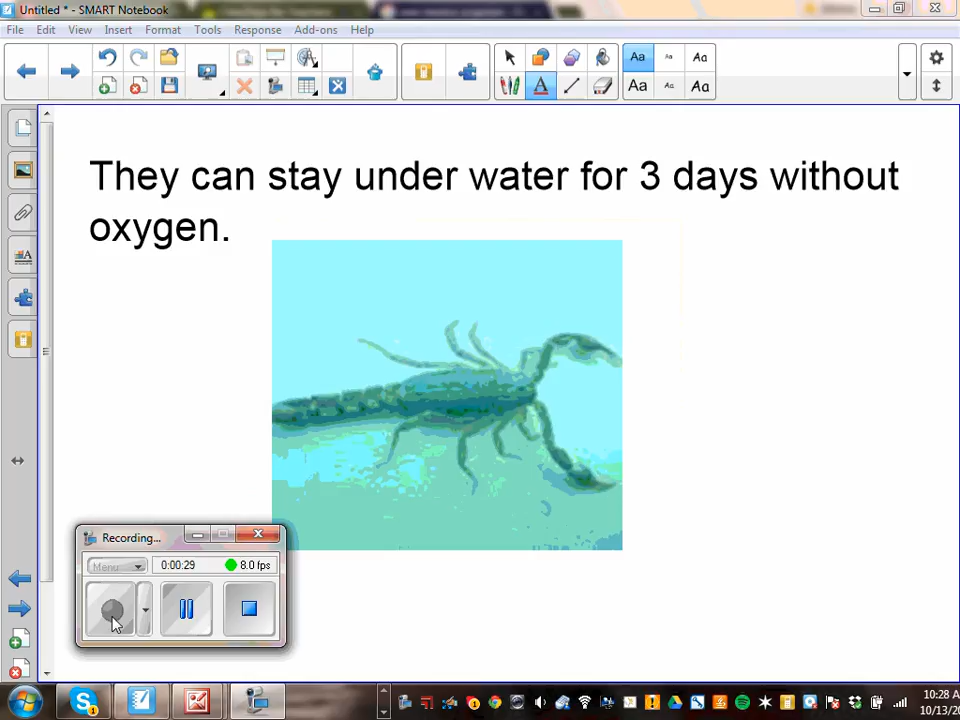 Untitled * - SMART Notebook
File Edit View Insert Format Tools Response Add-ons Help
Aa Aa Aa
A Aa Aa Aa
They can stay under water for 3 days without
oxygen.
Recording...
Menu 0:00:29 8.0 fps
10:28 A
10/13/2